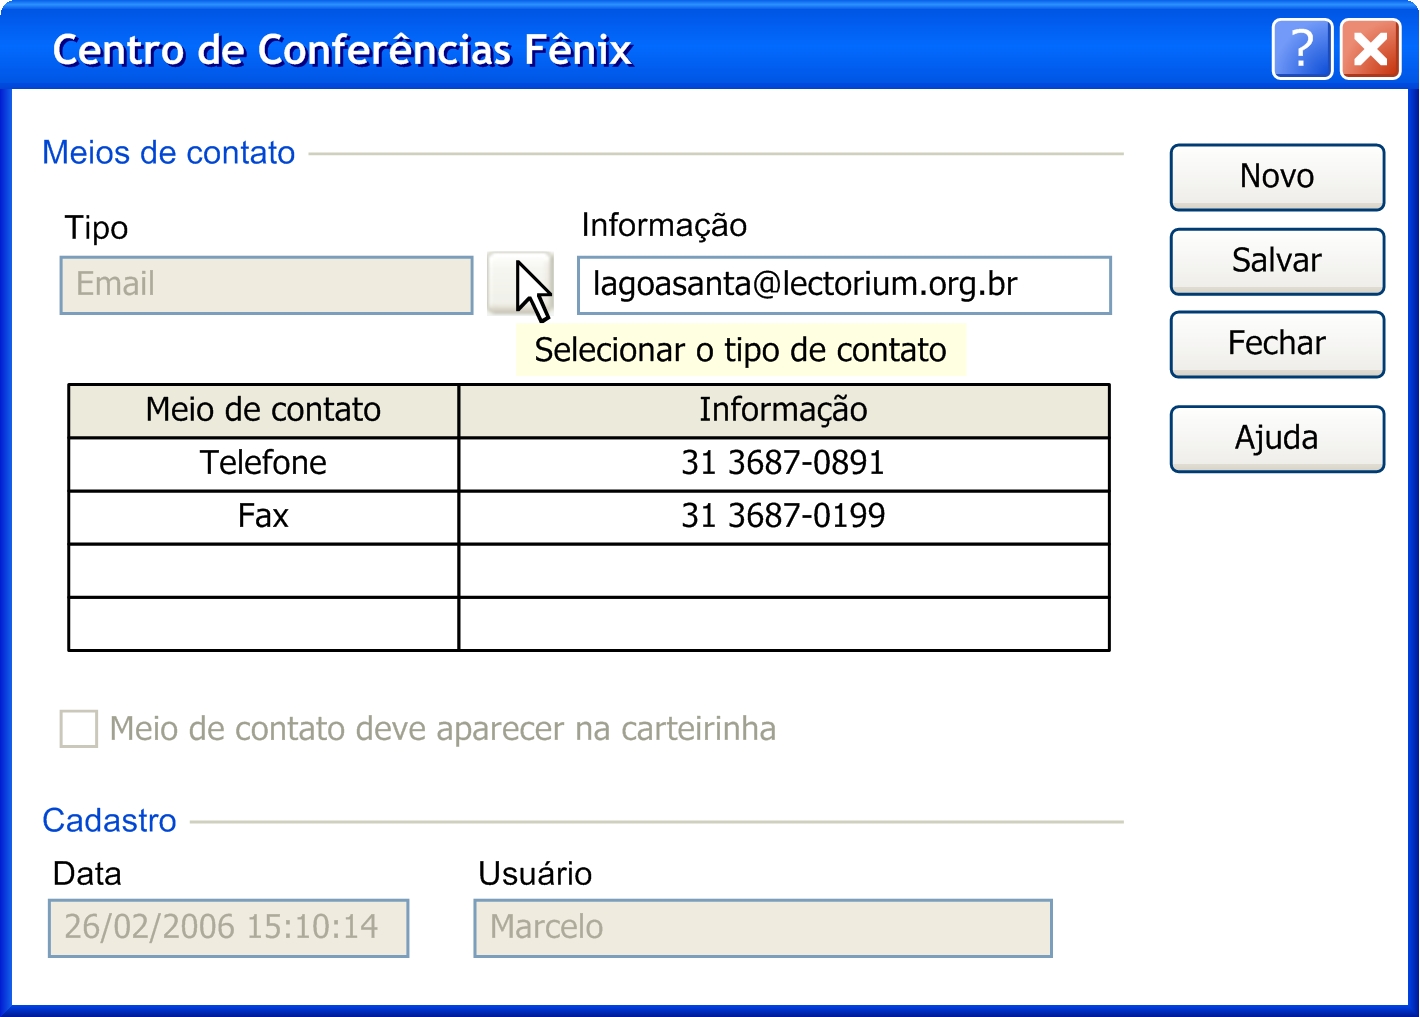 Centro de Conferências Fênix
?
Meios de contato
Novo
Tipo
Informação
Email
lagoasanta@lectorium.org.br
Salvar
Selecionar o tipo de contato
Fechar
Meio de contato Informação
Ajuda
Telefone 31 3687-0891
Fax 31 3687-0199
Meio de contato deve aparecer na carteirinha
Cadastro
Data
Usuário
26/02/2006 15:10:14
Marcelo